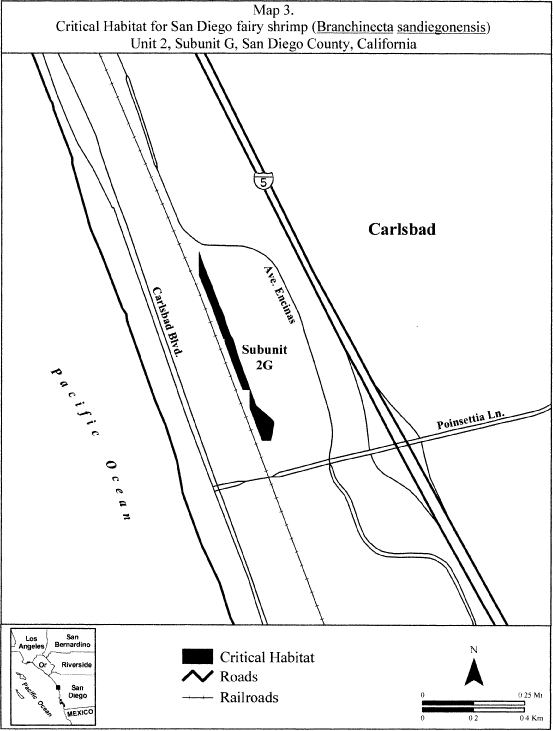 Map 3.
Critical Habitat for San Diego fairy shrimp (Branchinecta sandiegonensis)
Unit 2, Subunit G, San Diego County, California
5
Carlsbad
Ave. Encinas
Carlsbad Blvd.
Subunit
2G
Pacific Ocean
Poinsettia Ln.
Los
Angeles
San
Bernardino
Or
Riverside
San
Diego
Pacific Ocean
MEXICO
Critical Habitat
Roads
Railroads
N
0 0.25 Mi
0 0.2 0.4 Km